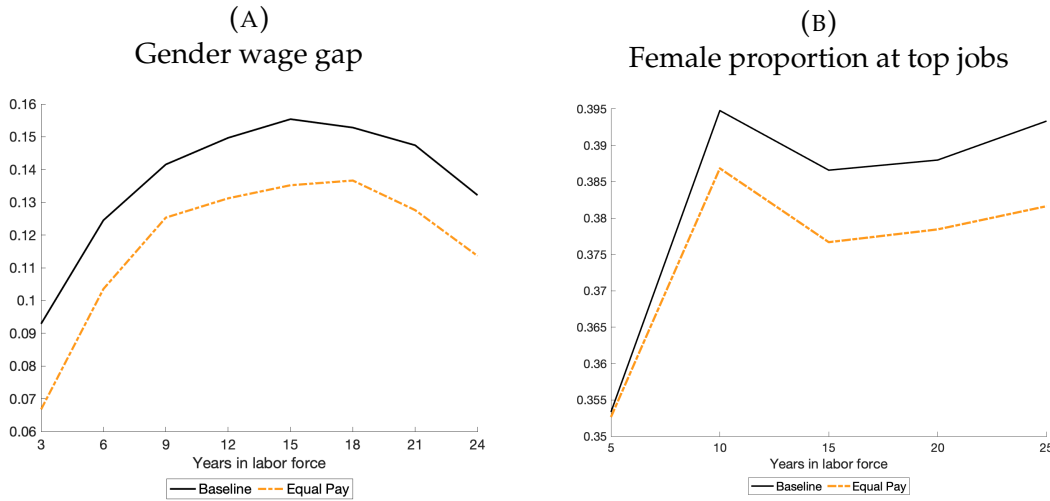 (A)
Gender wage gap
0.16
0.15
0.14
0.13
0.12
0.11
0.1
0.09
0.08
0.07
0.06
3 6 9 12 15 18 21 24
Years in labor force
Baseline Equal Pay
(B)
Female proportion at top jobs
0.395
0.39
0.385
0.38
0.375
0.37
0.365
0.36
0.355
0.35
5 10 15 20 25
Years in labor force
Baseline Equal Pay